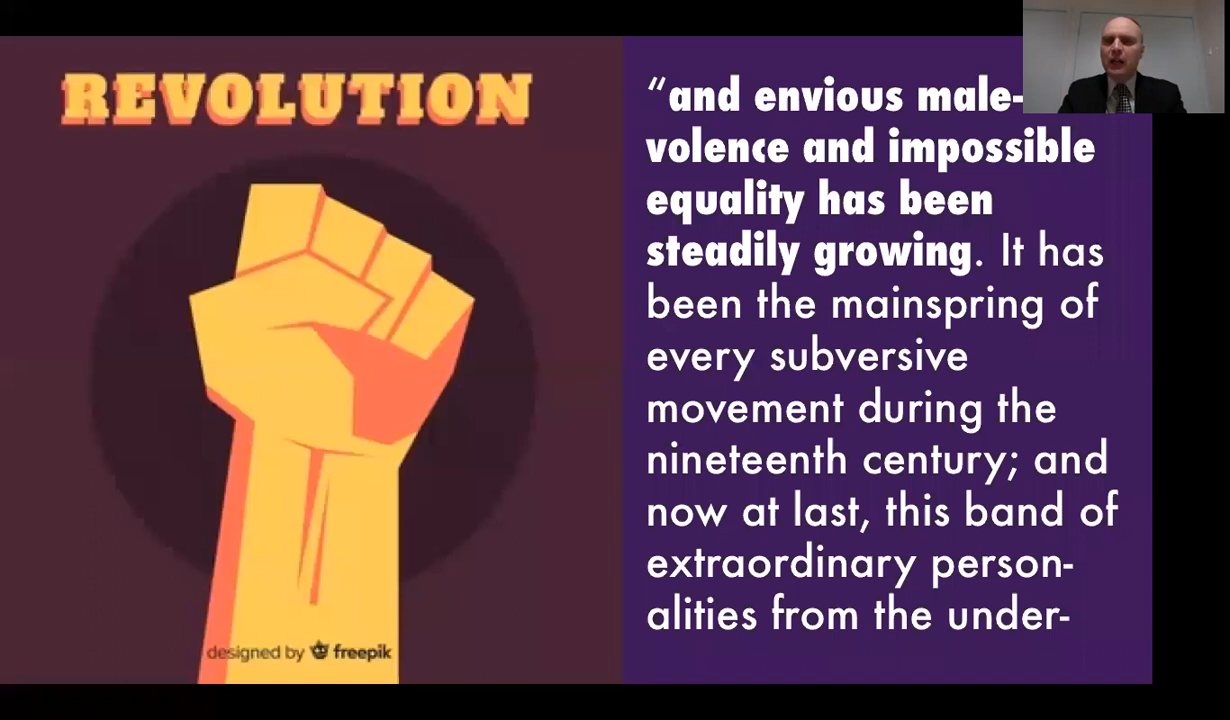 REVOLUTION
designed by freepik
“and envious male-
volence and impossible
equality has been
steadily growing. It has
been the mainspring of
every subversive
movement during the
nineteenth century; and
now at last, this band of
extraordinary person-
alities from the under-